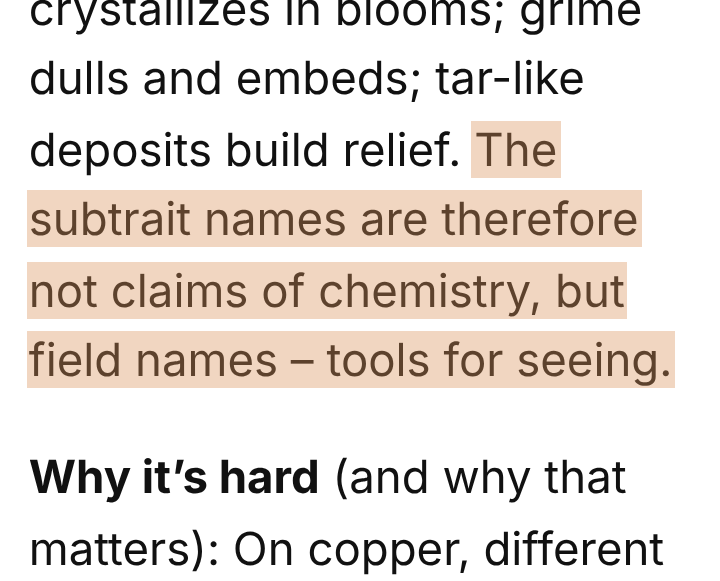 crystallizes in blooms; grime
dulls and embeds; tar-like
deposits build relief. The
subtrait names are therefore
not claims of chemistry, but
field names – tools for seeing.
Why it’s hard (and why that
matters): On copper, different